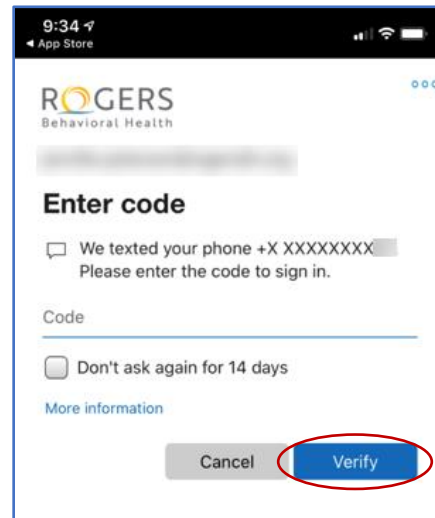 9:34
◀ App Store
ROGERS
Behavioral Health
Enter code
We texted your phone +X XXXXXXXX
Please enter the code to sign in.
Code
Don't ask again for 14 days
More information
Cancel
Verify